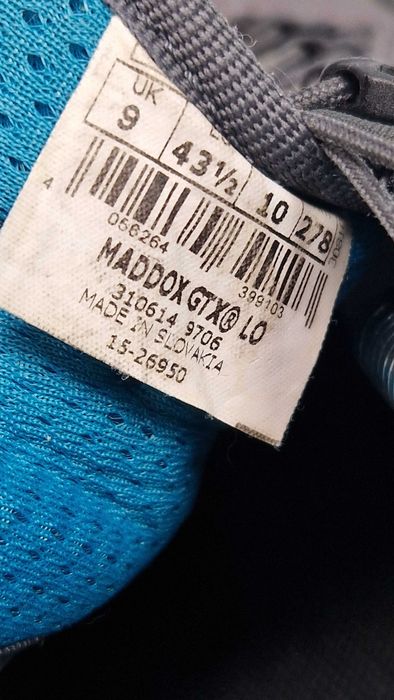 UK
9 43½ 10 278
4 066264 399103
MADDOX GTX® LO
310614 9706
MADE IN SLOVAKIA
15-26950